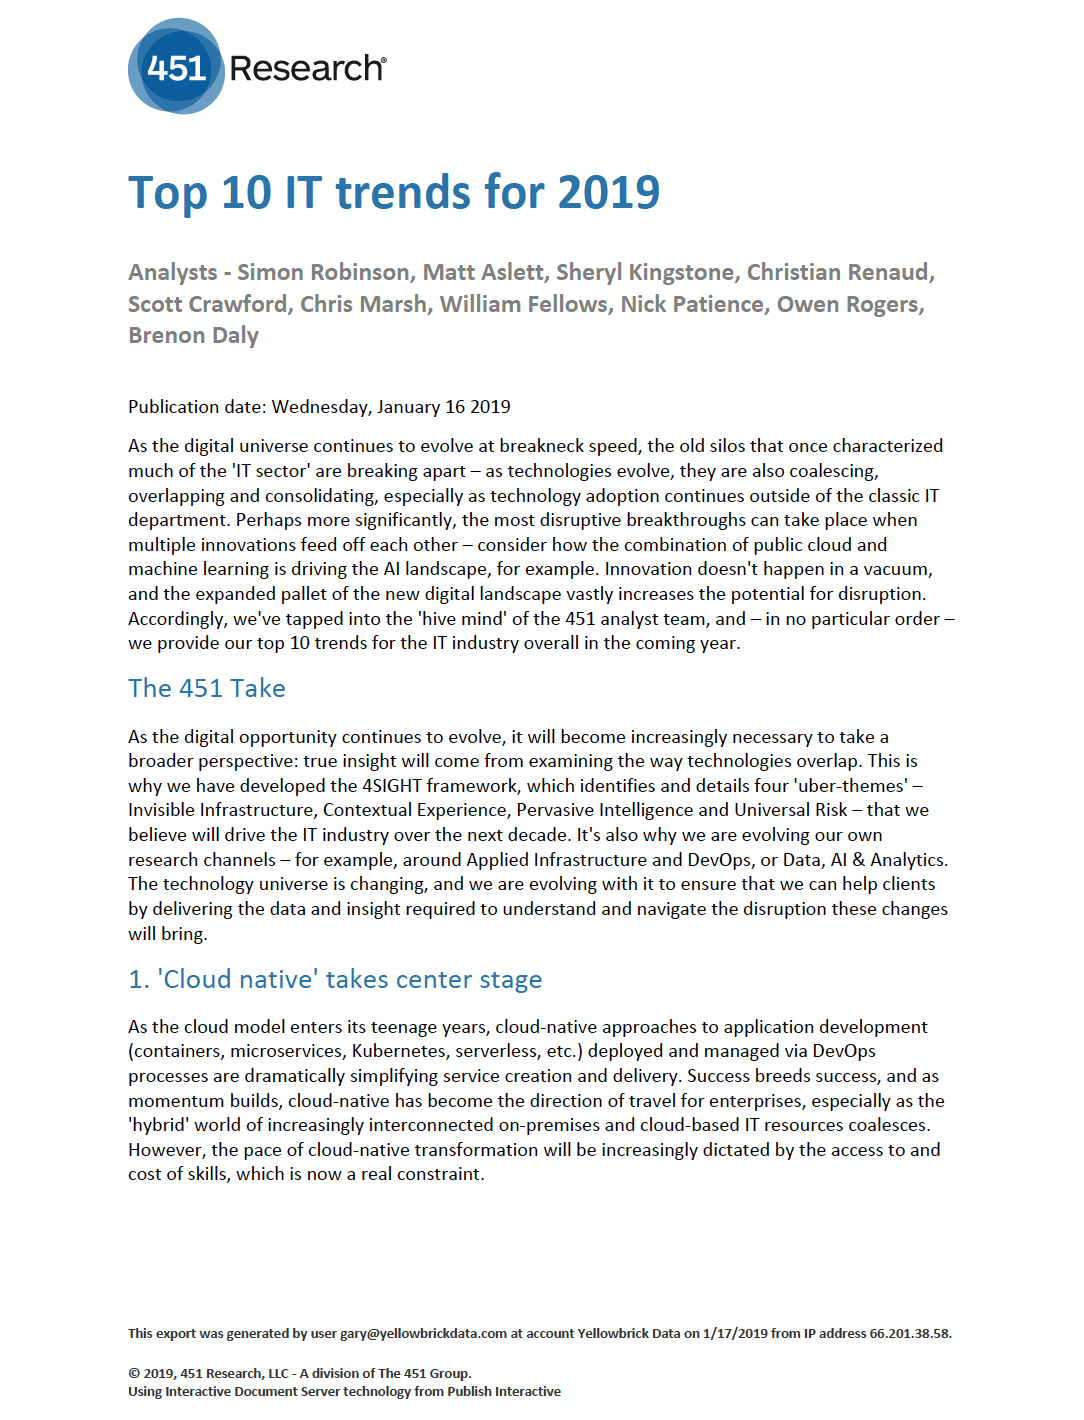 451 Research®
Top 10 IT trends for 2019
Analysts - Simon Robinson, Matt Aslett, Sheryl Kingstone, Christian Renaud,
Scott Crawford, Chris Marsh, William Fellows, Nick Patience, Owen Rogers,
Brenon Daly
Publication date: Wednesday, January 16 2019
As the digital universe continues to evolve at breakneck speed, the old silos that once characterized
much of the 'IT sector' are breaking apart – as technologies evolve, they are also coalescing,
overlapping and consolidating, especially as technology adoption continues outside of the classic IT
department. Perhaps more significantly, the most disruptive breakthroughs can take place when
multiple innovations feed off each other – consider how the combination of public cloud and
machine learning is driving the AI landscape, for example. Innovation doesn't happen in a vacuum,
and the expanded pallet of the new digital landscape vastly increases the potential for disruption.
Accordingly, we've tapped into the 'hive mind' of the 451 analyst team, and – in no particular order –
we provide our top 10 trends for the IT industry overall in the coming year.
The 451 Take
As the digital opportunity continues to evolve, it will become increasingly necessary to take a
broader perspective: true insight will come from examining the way technologies overlap. This is
why we have developed the 4SIGHT framework, which identifies and details four 'uber-themes' –
Invisible Infrastructure, Contextual Experience, Pervasive Intelligence and Universal Risk – that we
believe will drive the IT industry over the next decade. It's also why we are evolving our own
research channels – for example, around Applied Infrastructure and DevOps, or Data, AI & Analytics.
The technology universe is changing, and we are evolving with it to ensure that we can help clients
by delivering the data and insight required to understand and navigate the disruption these changes
will bring.
1. 'Cloud native' takes center stage
As the cloud model enters its teenage years, cloud-native approaches to application development
(containers, microservices, Kubernetes, serverless, etc.) deployed and managed via DevOps
processes are dramatically simplifying service creation and delivery. Success breeds success, and as
momentum builds, cloud-native has become the direction of travel for enterprises, especially as the
'hybrid' world of increasingly interconnected on-premises and cloud-based IT resources coalesces.
However, the pace of cloud-native transformation will be increasingly dictated by the access to and
cost of skills, which is now a real constraint.
This export was generated by user gary@yellowbrickdata.com at account Yellowbrick Data on 1/17/2019 from IP address 66.201.38.58.
© 2019, 451 Research, LLC - A division of The 451 Group.
Using Interactive Document Server technology from Publish Interactive